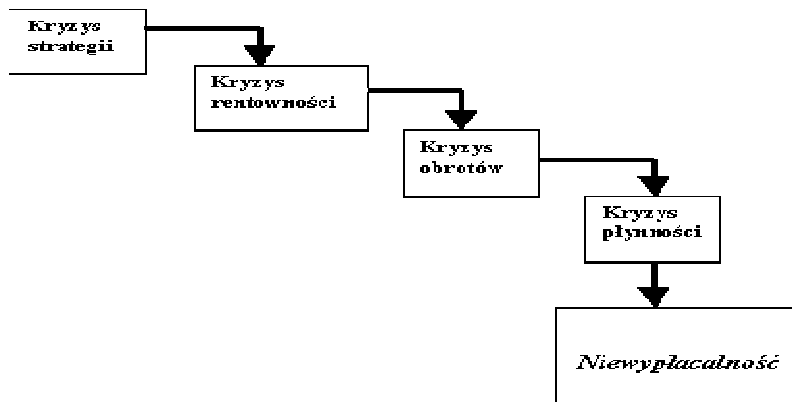 Kryzys
strategii
Kryzys
rentowności
Kryzys
obrotów
Kryzys
płynności
Niewypłacalność